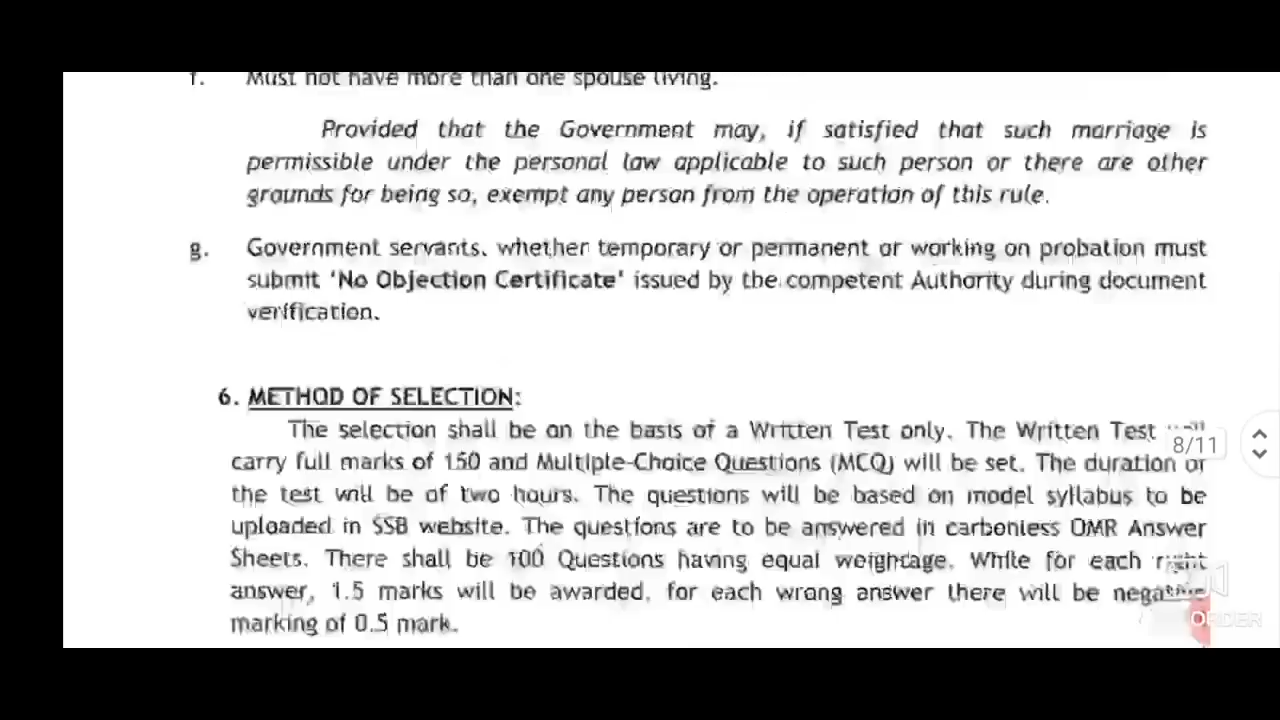 f. Must not have more than one spouse living.
Provided that the Government may, if satisfied that such marriage is
permissible under the personal law applicable to such person or there are other
grounds for being so, exempt any person from the operation of this rule.
g. Government servants, whether temporary or permanent or working on probation must
submit 'No Objection Certificate' issued by the competent Authority during document
verification.
6. METHOD OF SELECTION:
The selection shall be on the basis of a Written Test only. The Written Test will
8/11
carry full marks of 150 and Multiple-Choice Questions (MCQ) will be set. The duration of
the test will be of two hours. The questions will be based on model syllabus to be
uploaded in SSB website. The questions are to be answered in carbonless OMR Answer
Sheets. There shall be 100 Questions having equal weightage. While for each right
answer, 1.5 marks will be awarded, for each wrong answer there will be negative
marking of 0.5 mark.
ORDER